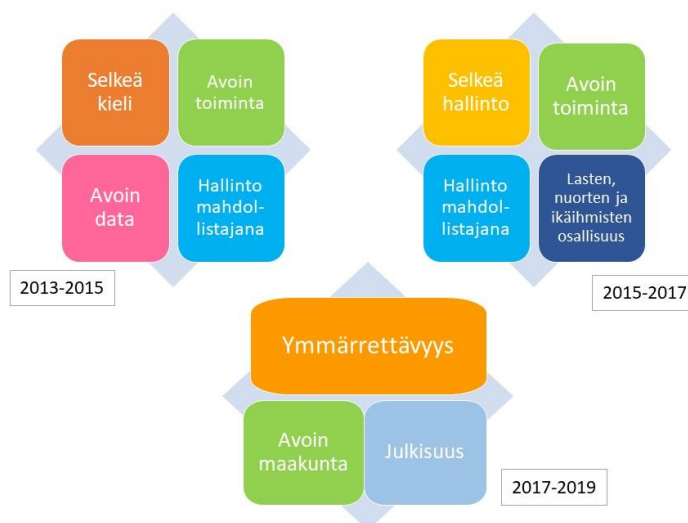 Selkeä
kieli
Avoin
toiminta
Avoin
data
Hallinto
mahdol-
listajana
2013-2015
Selkeä
hallinto
Avoin
toiminta
Hallinto
mahdol-
listajana
Lasten,
nuorten ja
ikäihmisten
osallisuus
2015-2017
Ymmärrettävyys
Avoin
maakunta
Julkisuus
2017-2019